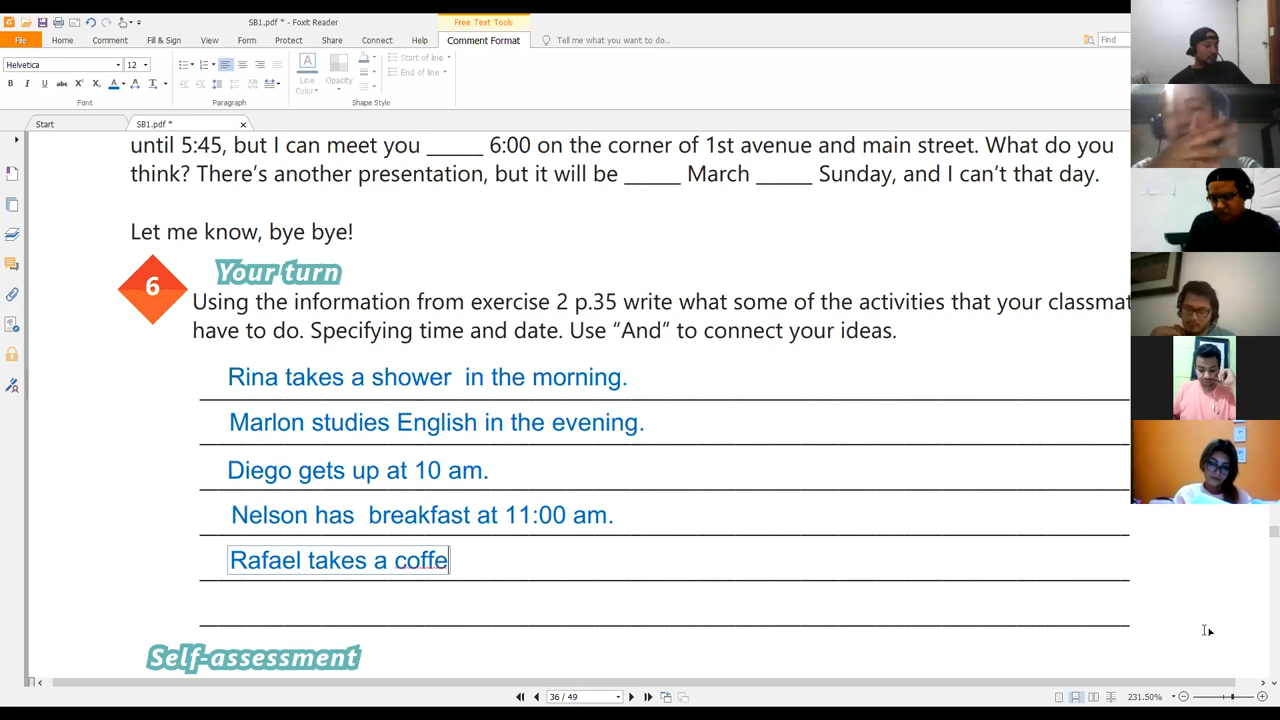 SB1.pdf * - Foxit Reader
Free Text Tools
File Home Comment Fill & Sign View Form Protect Share Connect Help Comment Format Tell me what you want to do.. Find
Helvetica 12
Start of line
End of line
Line Color
Opacity
Font
Paragraph
Shape Style
Start
SB1.pdf *
until 5:45, but I can meet you ______ 6:00 on the corner of 1st avenue and main street. What do you
think? There's another presentation, but it will be ______ March ______ Sunday, and I can't that day.
Let me know, bye bye!
6
Your turn
Using the information from exercise 2 p.35 write what some of the activities that your classmat
have to do. Specifying time and date. Use “And” to connect your ideas.
Rina takes a shower  in the morning.
Marlon studies English in the evening.
Diego gets up at 10 am.
Nelson has  breakfast at 11:00 am.
Rafael takes a coffe
Self-assessment
36 / 49
231.50%